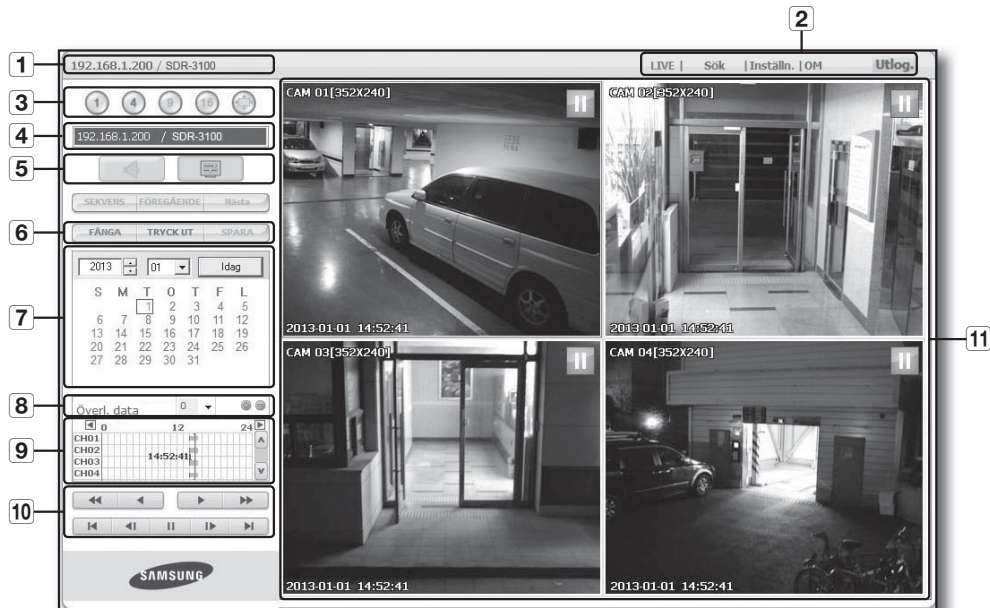 2
1
192.168.1.200 / SDR-3100
LIVE | Sök | Inställn. | OM Utlog.
3
1 4 9 16
4
192.168.1.200 / SDR-3100
5
SEKVENS FÖREGÅENDE Nästa
6
FÅNGA TRYCK UT SPARA
7
2013 01 Idag
S M T O T F L
1 2 3 4 5
6 7 8 9 10 11 12
13 14 15 16 17 18 19
20 21 22 23 24 25 26
27 28 29 30 31
8
Överl. data 0
9
0 12 24
CH01
CH02
14:52:41
CH03
CH04
10
SAMSUNG
CAM 01[352X240]
2013-01-01 14:52:41
CAM 02[352X240]
2013-01-01 14:52:41
CAM 03[352X240]
2013-01-01 14:52:41
CAM 04[352X240]
2013-01-01 14:52:41
11